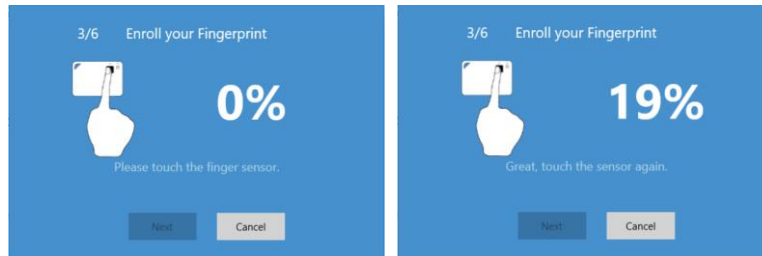 3/6 Enroll your Fingerprint
0%
Please touch the finger sensor.
Next Cancel
3/6 Enroll your Fingerprint
19%
Great, touch the sensor again.
Next Cancel